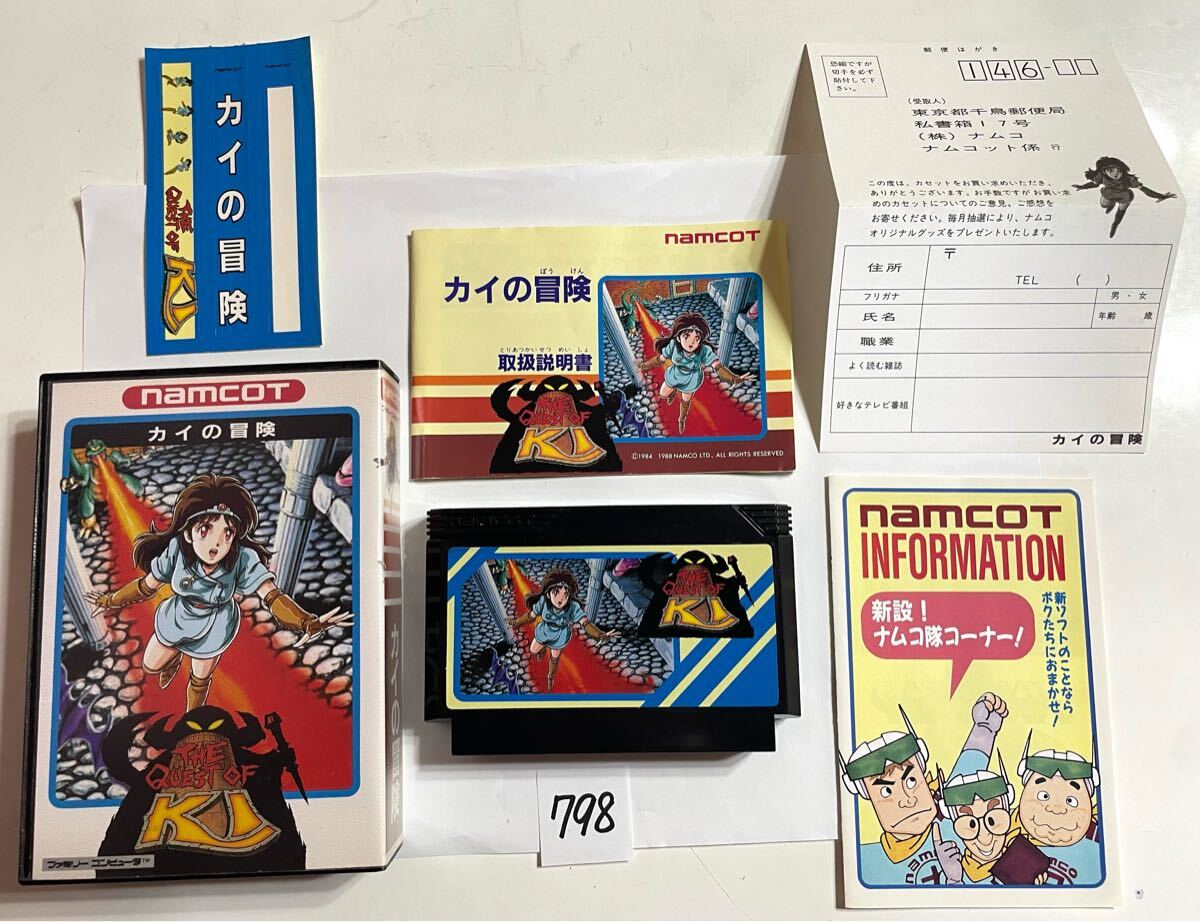 namcot
namcot
カイの冒険
THE
QUEST OF
KI
郵便はがき
恐縮ですが
切手を必ず
貼付して下
さい。
146-
(受取人)
東京都千鳥郵便局
私書箱17号
(株)ナムコ
ナムコット係 行
この度は、カセットをお買い求めいただき、
ありがとうございます。お手数ですがお買い求
めのカセットについてのご意見、ご感想を
お寄せください。毎月抽選により、ナムコ
オリジナルグッズをプレゼントいたします。
住所
〒
TEL ( )
フリガナ
男・女
氏名
年齢 歳
職業
よく読む雑誌
好きなテレビ番組
カイの冒険
namcot
ぼう けん
カイの冒険
とりあつかいせつ めい しょ
取扱説明書
THE
QUEST OF
KI
©1984 1988 NAMCO LTD., ALL RIGHTS RESERVED
namcot
カイの冒険
THE
QUEST OF
KI
ファミリーコンピュータ™
カイの冒険
namcot
THE
QUEST OF
KI
798
namcot
INFORMATION
新設!
ナムコ隊コーナー!
新ソフトのことなら
ボクたちにおまかせ!